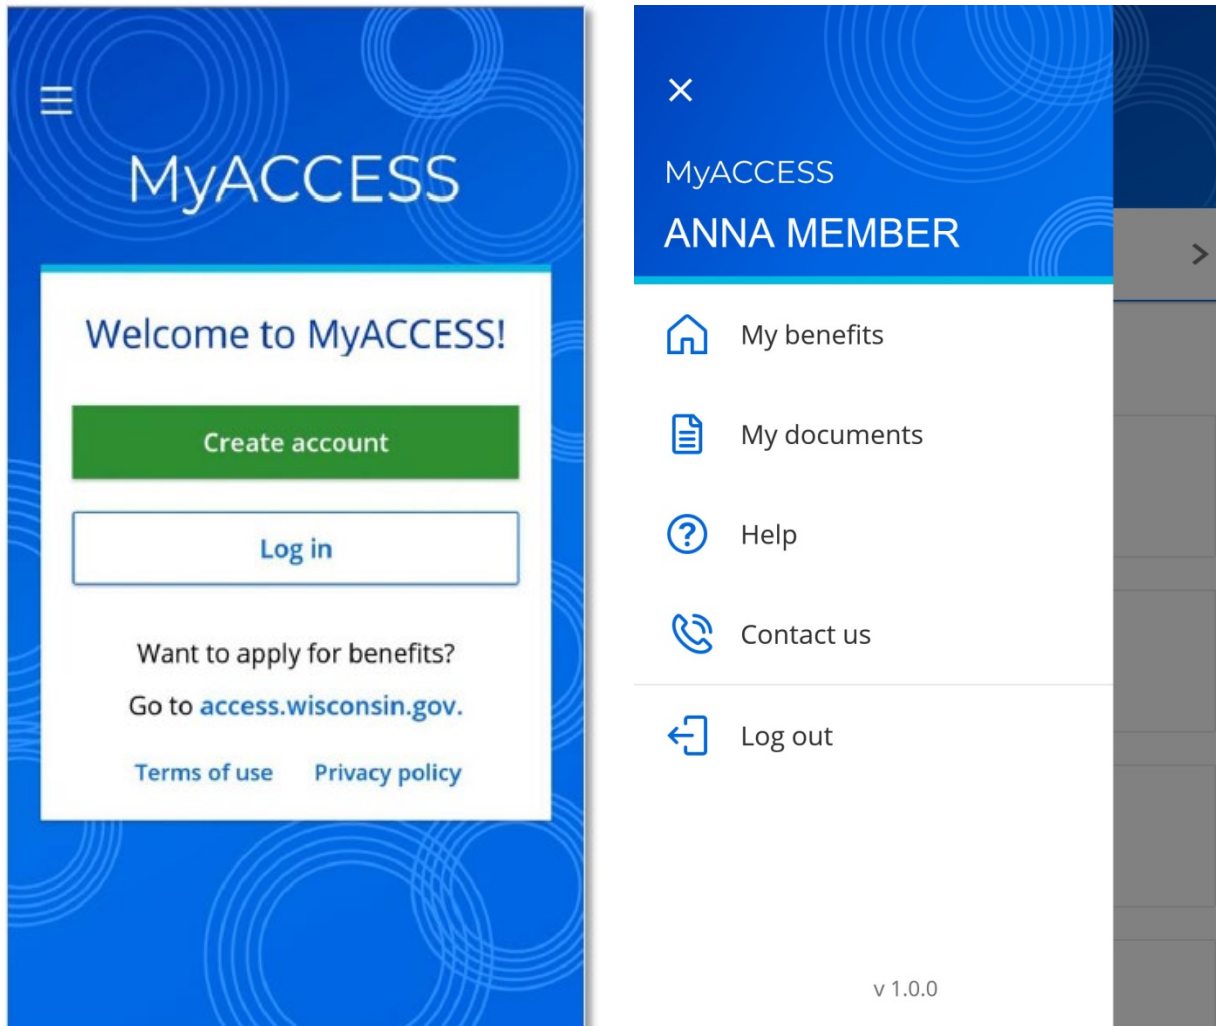 MyACCESS
Welcome to MyACCESS!
Create account
Log in
Want to apply for benefits?
Go to access.wisconsin.gov.
Terms of use Privacy policy
MyACCESS
ANNA MEMBER
My benefits
My documents
Help
Contact us
Log out
v 1.0.0